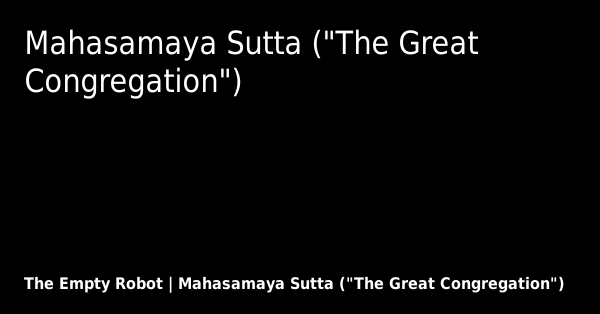 Mahasamaya Sutta ("The Great
Congregation")
The Empty Robot | Mahasamaya Sutta ("The Great Congregation")